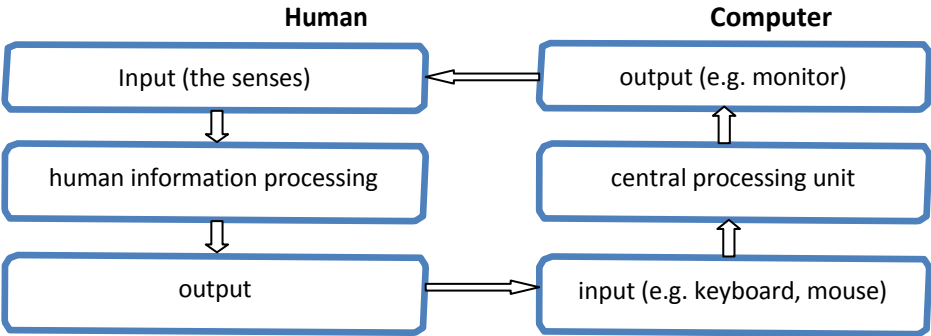 Human
Computer
Input (the senses)
output (e.g. monitor)
human information processing
central processing unit
output
input (e.g. keyboard, mouse)